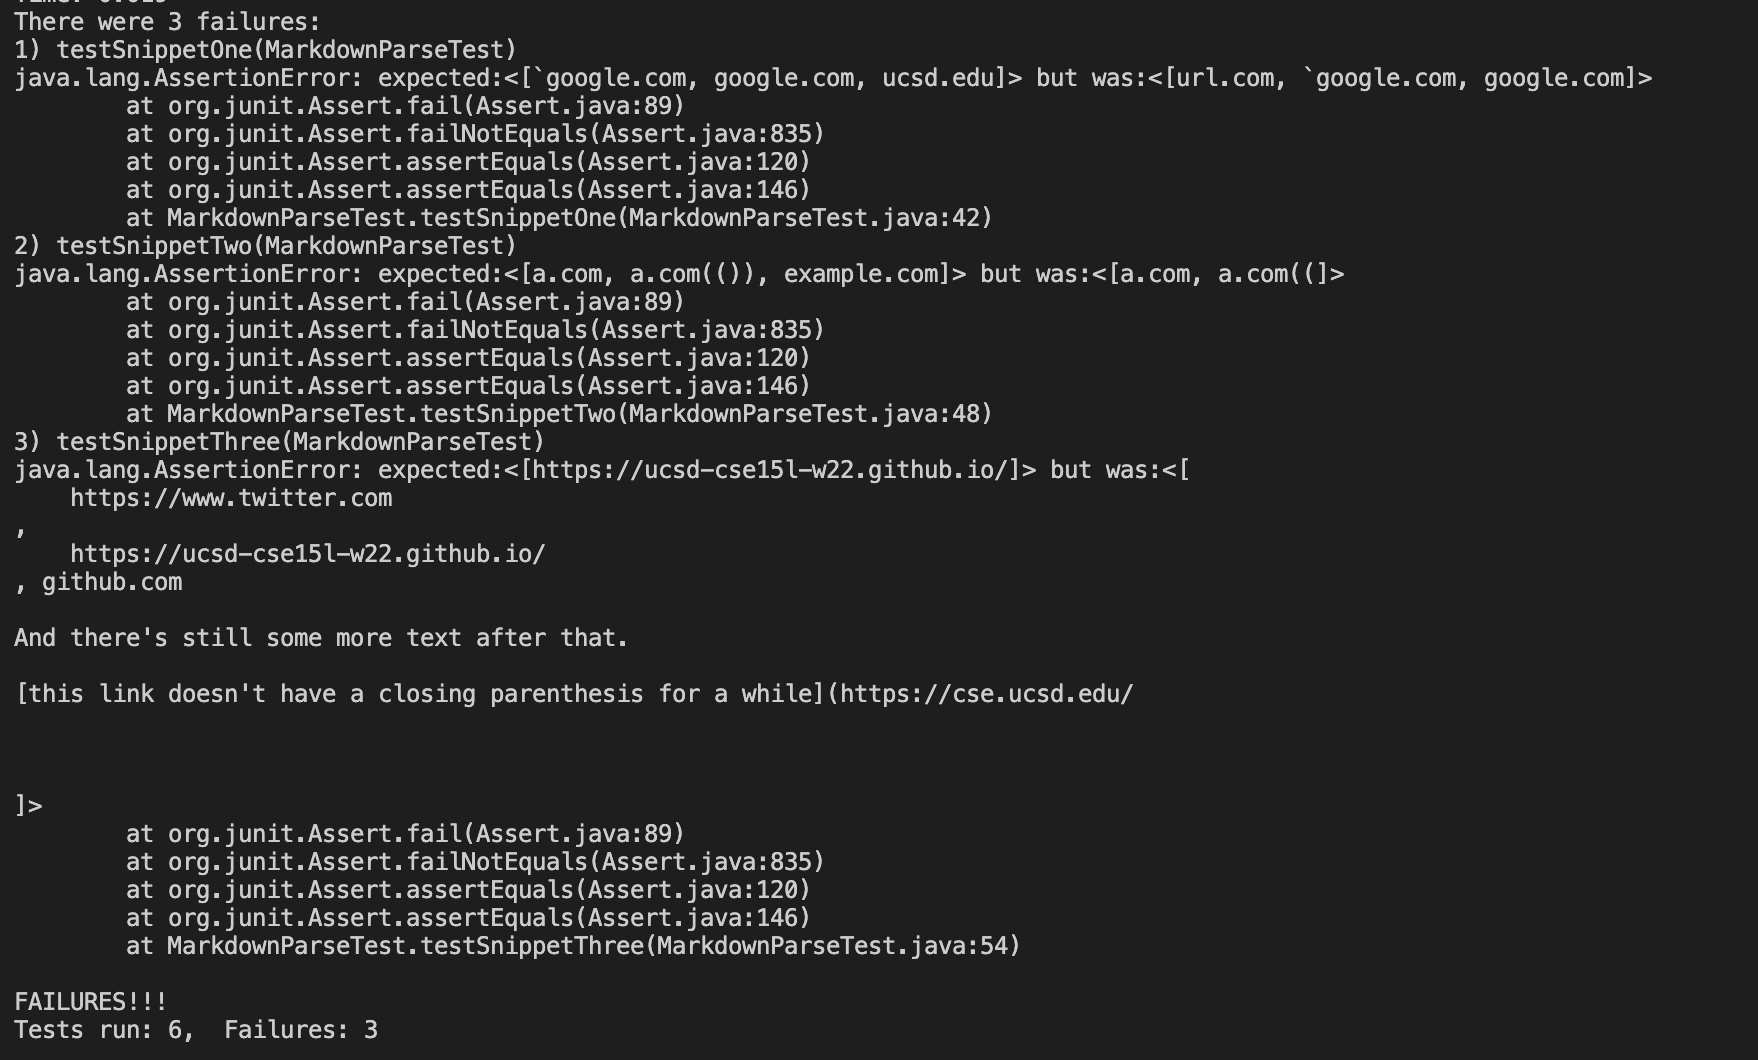 There were 3 failures:
1) testSnippetOne(MarkdownParseTest)
java.lang.AssertionError: expected:<[`google.com, google.com, ucsd.edu]> but was:<[url.com, `google.com, google.com]>
        at org.junit.Assert.fail(Assert.java:89)
        at org.junit.Assert.failNotEquals(Assert.java:835)
        at org.junit.Assert.assertEquals(Assert.java:120)
        at org.junit.Assert.assertEquals(Assert.java:146)
        at MarkdownParseTest.testSnippetOne(MarkdownParseTest.java:42)
2) testSnippetTwo(MarkdownParseTest)
java.lang.AssertionError: expected:<[a.com, a.com(()), example.com]> but was:<[a.com, a.com((]>
        at org.junit.Assert.fail(Assert.java:89)
        at org.junit.Assert.failNotEquals(Assert.java:835)
        at org.junit.Assert.assertEquals(Assert.java:120)
        at org.junit.Assert.assertEquals(Assert.java:146)
        at MarkdownParseTest.testSnippetTwo(MarkdownParseTest.java:48)
3) testSnippetThree(MarkdownParseTest)
java.lang.AssertionError: expected:<[https://ucsd-cse15l-w22.github.io/]> but was:<[
    https://www.twitter.com
,
    https://ucsd-cse15l-w22.github.io/
, github.com

And there's still some more text after that.

[this link doesn't have a closing parenthesis for a while](https://cse.ucsd.edu/



]>
        at org.junit.Assert.fail(Assert.java:89)
        at org.junit.Assert.failNotEquals(Assert.java:835)
        at org.junit.Assert.assertEquals(Assert.java:120)
        at org.junit.Assert.assertEquals(Assert.java:146)
        at MarkdownParseTest.testSnippetThree(MarkdownParseTest.java:54)

FAILURES!!!
Tests run: 6,  Failures: 3